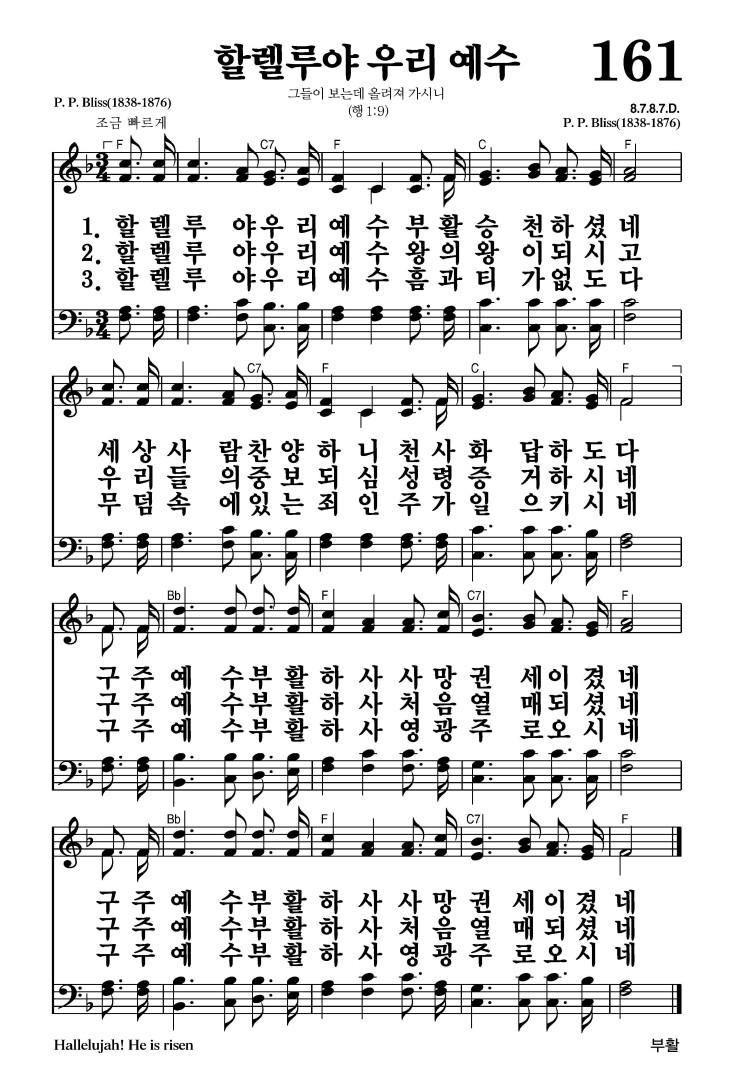 할렐루야 우리 예수 161
그들이 보는데 올려져 가시니
(행 1:9)
P. P. Bliss(1838-1876)
8.7.8.7.D.
조금 빠르게
P. P. Bliss(1838-1876)
F C7 F C F
1. 할 렐 루 야 우 리 예 수 부 활 승 천 하 셨 네
2. 할 렐 루 야 우 리 예 수 왕 의 왕 이 되 시 고
3. 할 렐 루 야 우 리 예 수 흠 과 티 가 없 도 다
C7 F C F
세 상 사 람 찬 양 하 니 천 사 화 답 하 도 다
우 리 들 의 중 보 되 심 성 령 증 거 하 시 네
무 덤 속 에 있 는 죄 인 주 가 일 으 키 시 네
Bb F C7 F
구 주 예 수 부 활 하 사 사 망 권 세 이 겼 네
구 주 예 수 부 활 하 사 처 음 열 매 되 셨 네
구 주 예 수 부 활 하 사 영 광 주 로 오 시 네
Bb F C7 F
구 주 예 수 부 활 하 사 사 망 권 세 이 겼 네
구 주 예 수 부 활 하 사 처 음 열 매 되 셨 네
구 주 예 수 부 활 하 사 영 광 주 로 오 시 네
Hallelujah! He is risen 부활